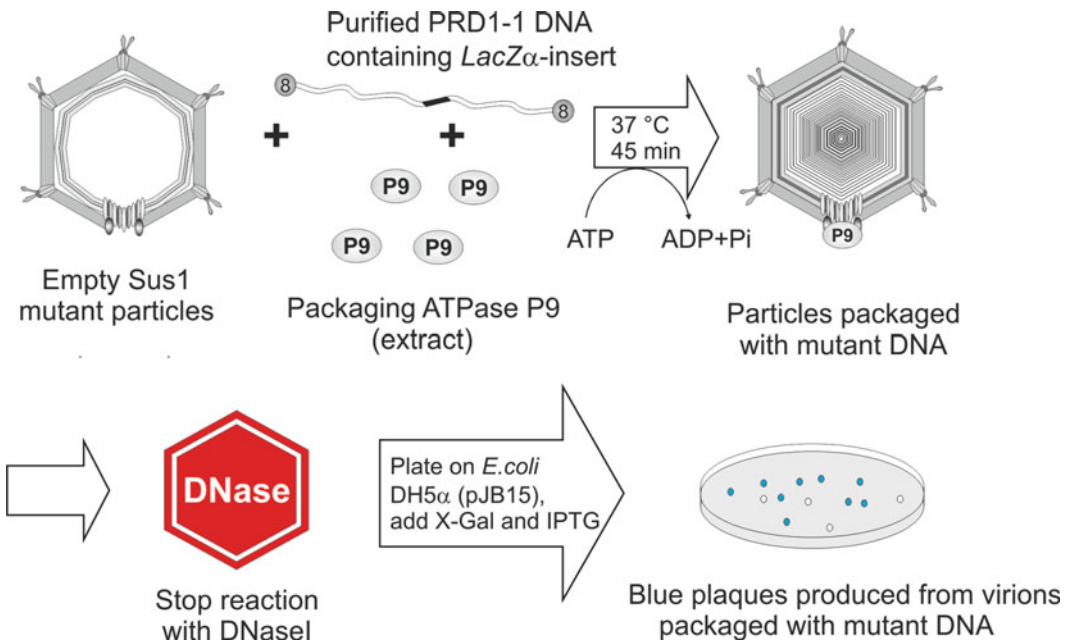 Purified PRD1-1 DNA
containing LacZα-insert
8
8
+
+
37 °C
45 min
P9
P9
P9
P9
ATP
ADP+Pi
P9
Empty Sus1
mutant particles
Packaging ATPase P9
(extract)
Particles packaged
with mutant DNA
DNase
Plate on E.coli
DH5α (pJB15),
add X-Gal and IPTG
Stop reaction
with DNaseI
Blue plaques produced from virions
packaged with mutant DNA